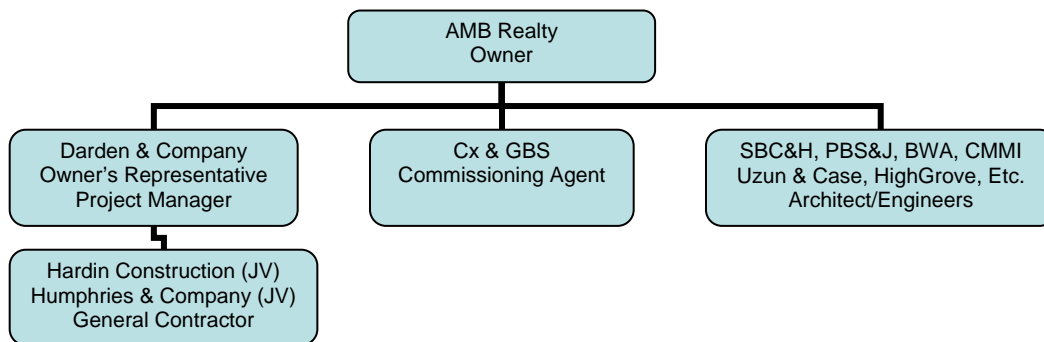 AMB Realty
Owner
Darden & Company
Owner’s Representative
Project Manager
Cx & GBS
Commissioning Agent
SBC&H, PBS&J, BWA, CMMI
Uzun & Case, HighGrove, Etc.
Architect/Engineers
Hardin Construction (JV)
Humphries & Company (JV)
General Contractor